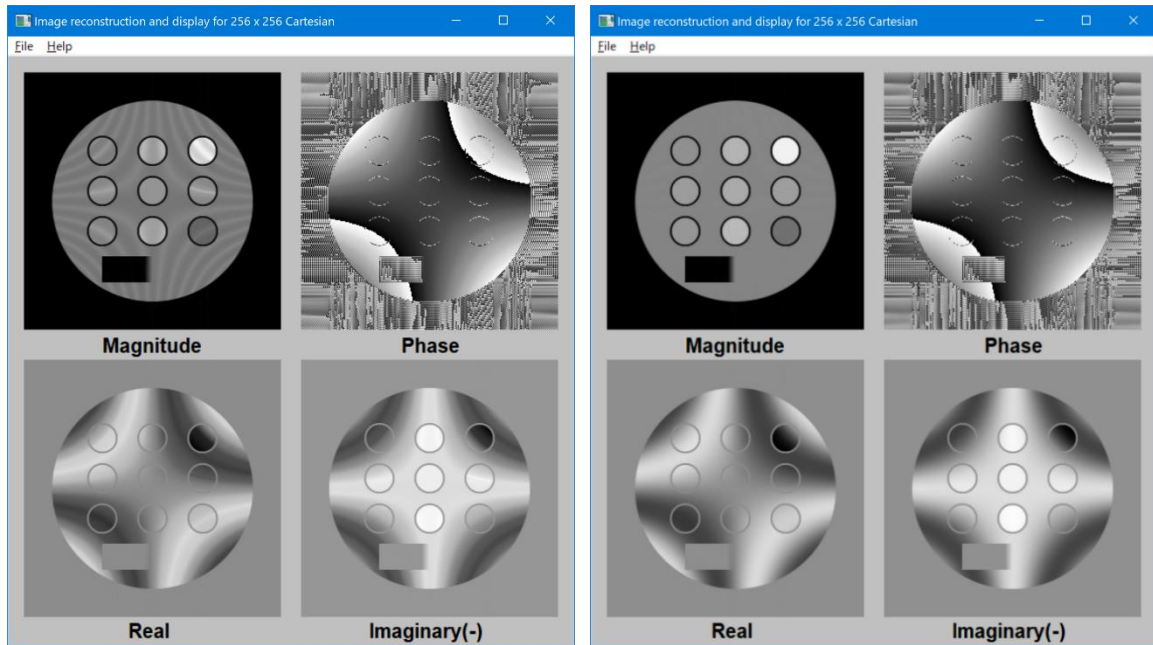 Image reconstruction and display for 256 x 256 Cartesian
File Help
Magnitude Phase
Real Imaginary(-)
Image reconstruction and display for 256 x 256 Cartesian
File Help
Magnitude Phase
Real Imaginary(-)